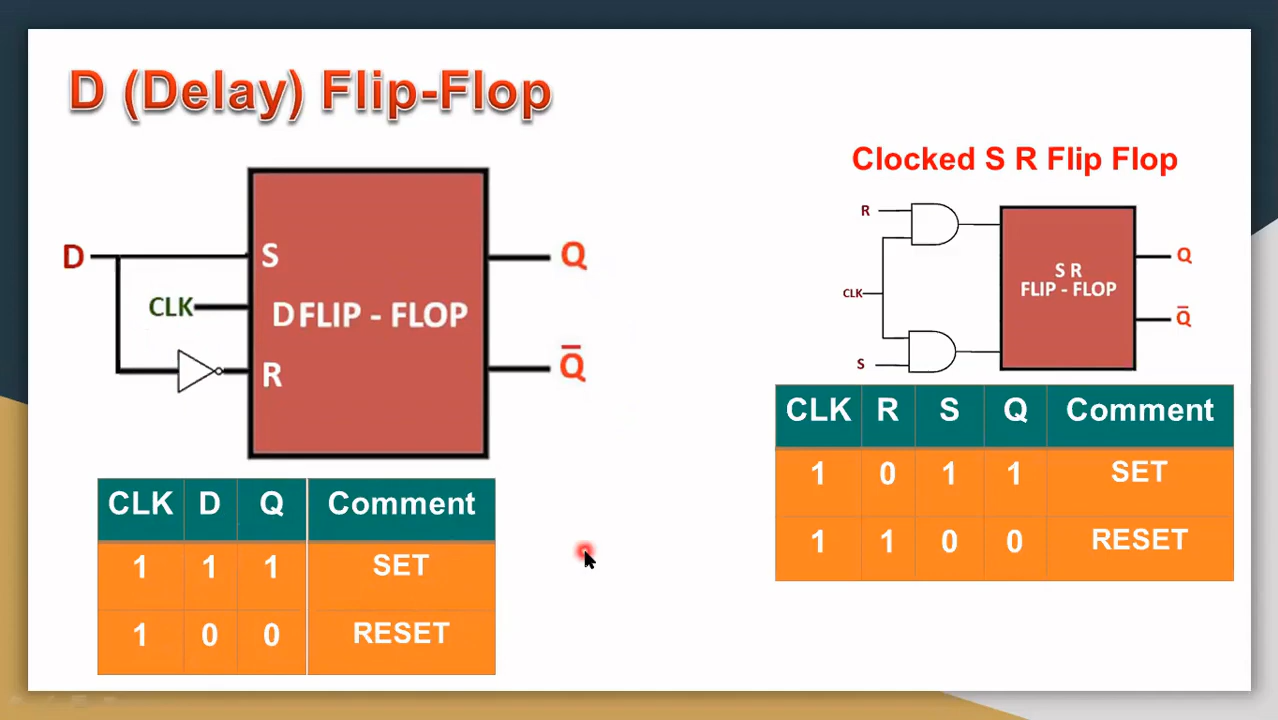 D (Delay) Flip-Flop
D
CLK
S
D FLIP - FLOP
R
Q
Q̅
CLK D Q Comment
1 1 1 SET
1 0 0 RESET
Clocked S R Flip Flop
R
CLK
S
S R
FLIP - FLOP
Q
Q̅
CLK R S Q Comment
1 0 1 1 SET
1 1 0 0 RESET